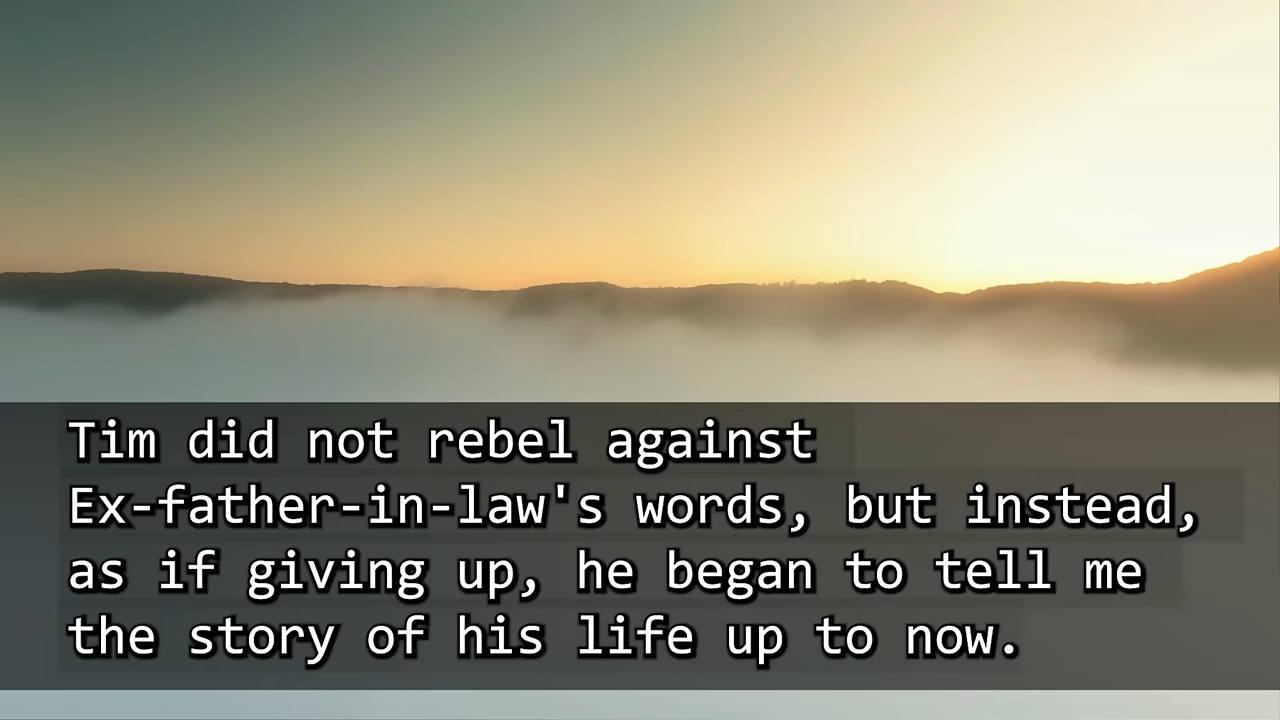 Tim did not rebel against
Ex-father-in-law's words, but instead,
as if giving up, he began to tell me
the story of his life up to now.